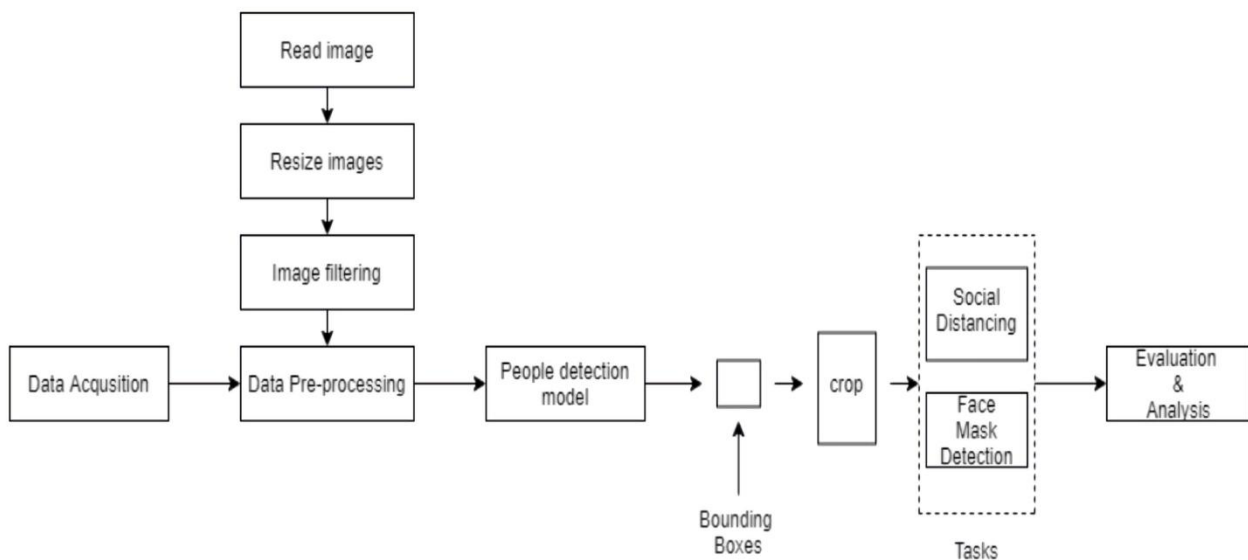 Read image
Resize images
Image filtering
Data Acqusition
Data Pre-processing
People detection
model
Bounding
Boxes
crop
Social
Distancing
Face
Mask
Detection
Tasks
Evaluation
&
Analysis